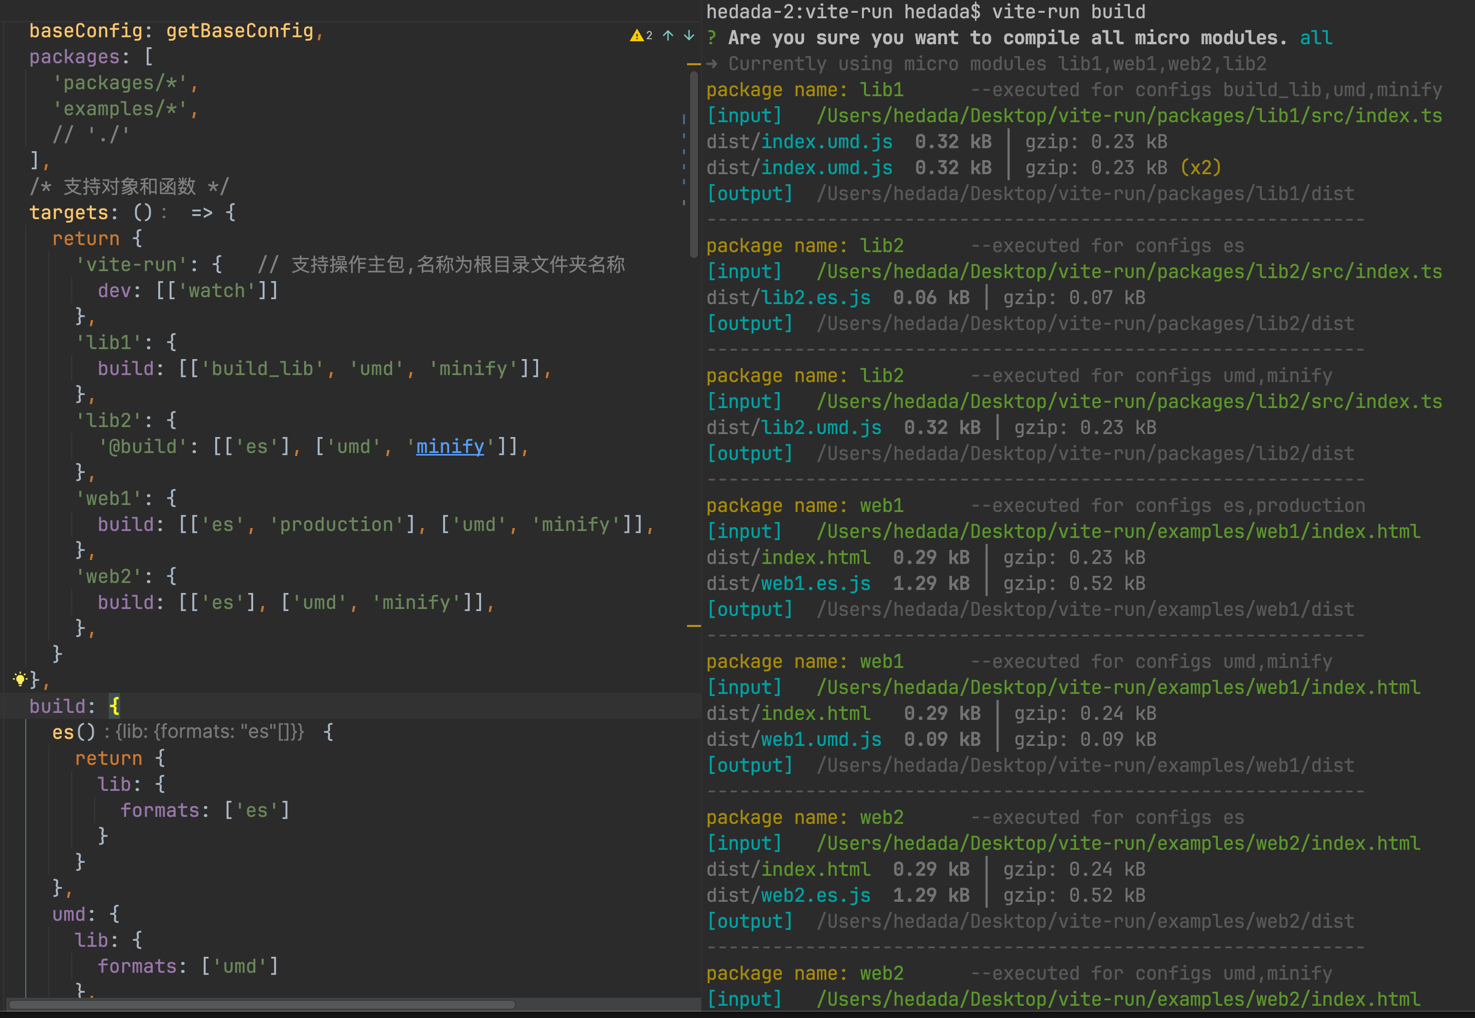 baseConfig: getBaseConfig,
packages: [
'packages/*',
'examples/*',
// './'
],
/* 支持对象和函数 */
targets: () :  => {
return {
'vite-run': {   // 支持操作主包,名称为根目录文件夹名称
dev: [['watch']]
},
'lib1': {
build: [['build_lib', 'umd', 'minify']],
},
'lib2': {
'@build': [['es'], ['umd', 'minify']],
},
'web1': {
build: [['es', 'production'], ['umd', 'minify']],
},
'web2': {
build: [['es'], ['umd', 'minify']],
},
}
},
build: {
es() : {lib: {formats: "es"[]}}  {
return {
lib: {
formats: ['es']
}
}
},
umd: {
lib: {
formats: ['umd']
},
2
hedada-2:vite-run hedada$ vite-run build
? Are you sure you want to compile all micro modules. all
→ Currently using micro modules lib1,web1,web2,lib2
package name: lib1      --executed for configs build_lib,umd,minify
[input]   /Users/hedada/Desktop/vite-run/packages/lib1/src/index.ts
dist/index.umd.js  0.32 kB │ gzip: 0.23 kB
dist/index.umd.js  0.32 kB │ gzip: 0.23 kB (x2)
[output]  /Users/hedada/Desktop/vite-run/packages/lib1/dist
------------------------------------------------------------
package name: lib2      --executed for configs es
[input]   /Users/hedada/Desktop/vite-run/packages/lib2/src/index.ts
dist/lib2.es.js  0.06 kB │ gzip: 0.07 kB
[output]  /Users/hedada/Desktop/vite-run/packages/lib2/dist
------------------------------------------------------------
package name: lib2      --executed for configs umd,minify
[input]   /Users/hedada/Desktop/vite-run/packages/lib2/src/index.ts
dist/lib2.umd.js  0.32 kB │ gzip: 0.23 kB
[output]  /Users/hedada/Desktop/vite-run/packages/lib2/dist
------------------------------------------------------------
package name: web1      --executed for configs es,production
[input]   /Users/hedada/Desktop/vite-run/examples/web1/index.html
dist/index.html  0.29 kB │ gzip: 0.23 kB
dist/web1.es.js  1.29 kB │ gzip: 0.52 kB
[output]  /Users/hedada/Desktop/vite-run/examples/web1/dist
------------------------------------------------------------
package name: web1      --executed for configs umd,minify
[input]   /Users/hedada/Desktop/vite-run/examples/web1/index.html
dist/index.html   0.29 kB │ gzip: 0.24 kB
dist/web1.umd.js  0.09 kB │ gzip: 0.09 kB
[output]  /Users/hedada/Desktop/vite-run/examples/web1/dist
------------------------------------------------------------
package name: web2      --executed for configs es
[input]   /Users/hedada/Desktop/vite-run/examples/web2/index.html
dist/index.html  0.29 kB │ gzip: 0.24 kB
dist/web2.es.js  1.29 kB │ gzip: 0.52 kB
[output]  /Users/hedada/Desktop/vite-run/examples/web2/dist
------------------------------------------------------------
package name: web2      --executed for configs umd,minify
[input]   /Users/hedada/Desktop/vite-run/examples/web2/index.html